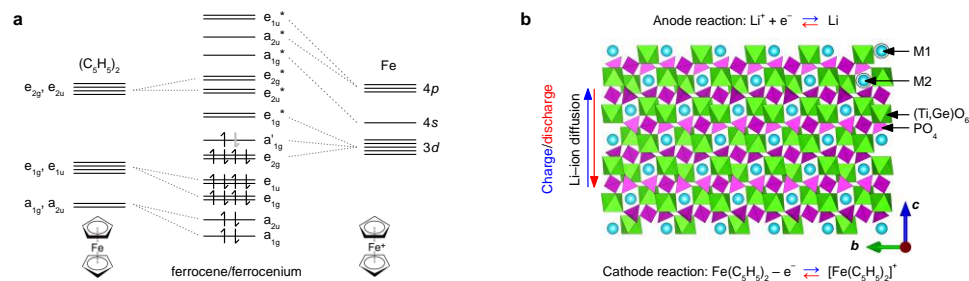 a
(C5H5)2
e2g, e2u
e1g, e1u
a1g, a2u
Fe
e1u*
a2u*
a1g*
e2g*
e2u*
e1g*
a'1g
e2g
e1u
e1g
a2u
a1g
Fe
4p
4s
3d
Fe+
ferrocene/ferrocenium
b
Anode reaction: Li+ + e– ⇄ Li
M1
M2
(Ti,Ge)O6
PO4
Charge/discharge
Li–ion diffusion
c
b
Cathode reaction: Fe(C5H5)2 – e– ⇄ [Fe(C5H5)2]+